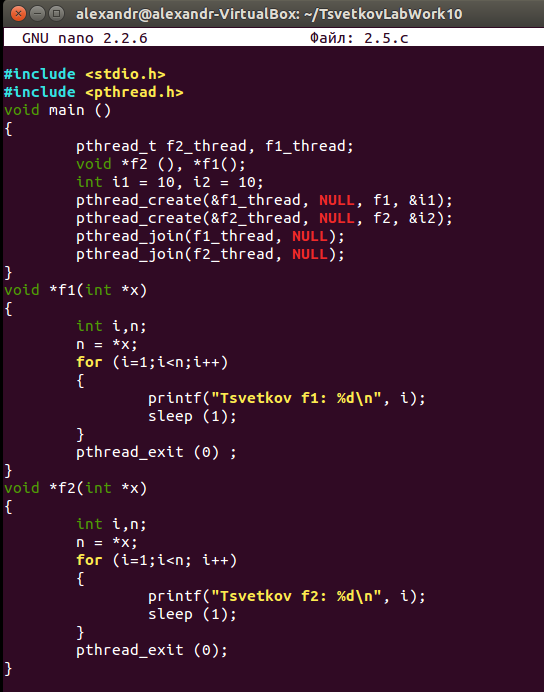 alexandr@alexandr-VirtualBox: ~/TsvetkovLabWork10
GNU nano 2.2.6 Файл: 2.5.c
#include <stdio.h>
#include <pthread.h>
void main ()
{
        pthread_t f2_thread, f1_thread;
        void *f2 (), *f1();
        int i1 = 10, i2 = 10;
        pthread_create(&f1_thread, NULL, f1, &i1);
        pthread_create(&f2_thread, NULL, f2, &i2);
        pthread_join(f1_thread, NULL);
        pthread_join(f2_thread, NULL);
}
void *f1(int *x)
{
        int i,n;
        n = *x;
        for (i=1;i<n;i++)
        {
                printf("Tsvetkov f1: %d\n", i);
                sleep (1);
        }
        pthread_exit (0) ;
}
void *f2(int *x)
{
        int i,n;
        n = *x;
        for (i=1;i<n; i++)
        {
                printf("Tsvetkov f2: %d\n", i);
                sleep (1);
        }
        pthread_exit (0);
}